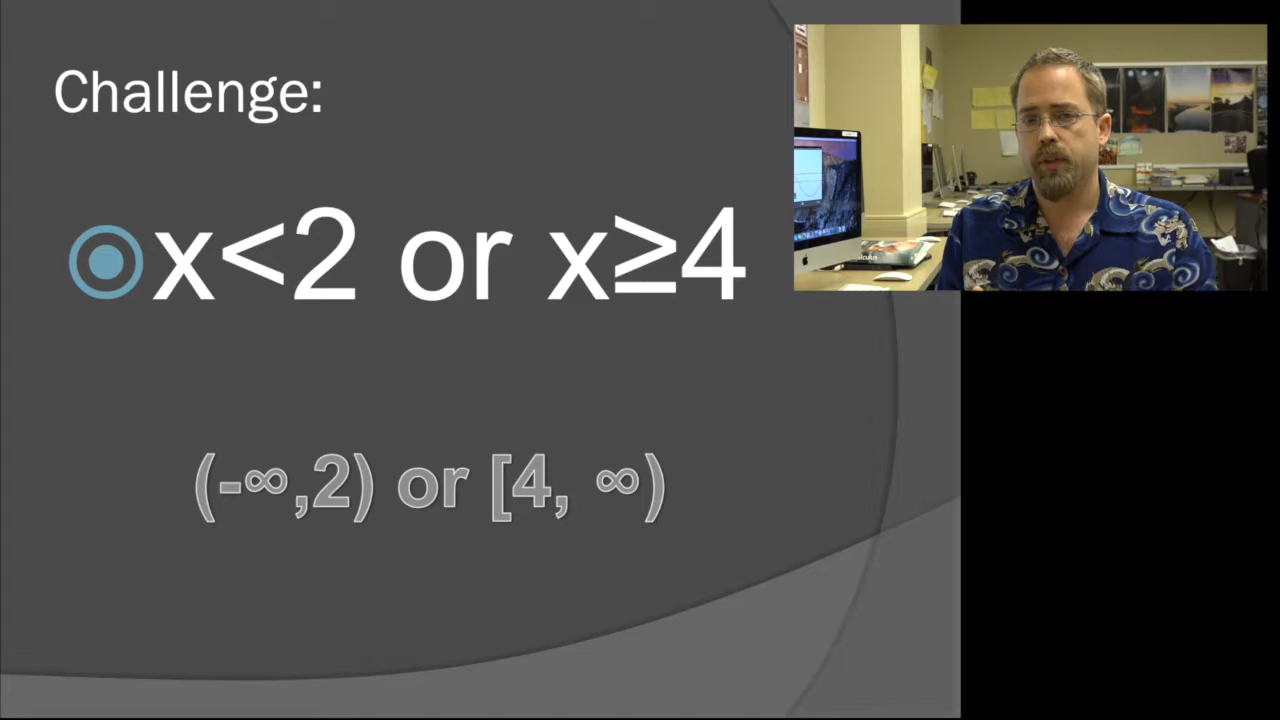 Challenge:
x<2 or x≥4
(-∞,2) or [4, ∞)